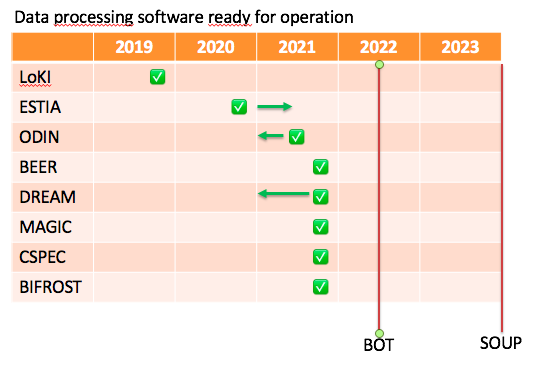 Data processing software ready for operation
2019 2020 2021 2022 2023
LoKI
ESTIA
ODIN
BEER
DREAM
MAGIC
CSPEC
BIFROST
BOT SOUP